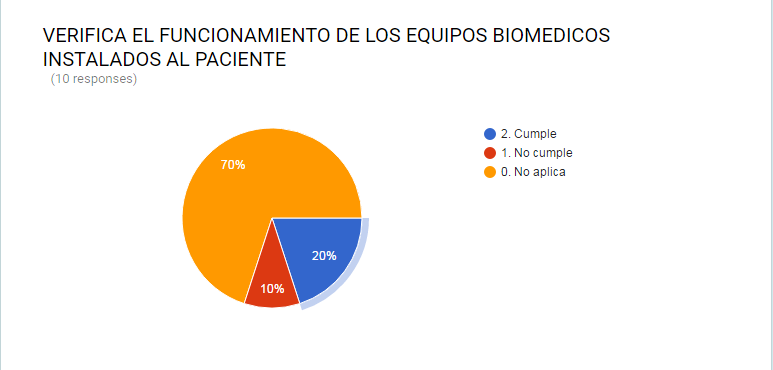 VERIFICA EL FUNCIONAMIENTO DE LOS EQUIPOS BIOMEDICOS
INSTALADOS AL PACIENTE
(10 responses)
70%
20%
10%
2. Cumple
1. No cumple
0. No aplica